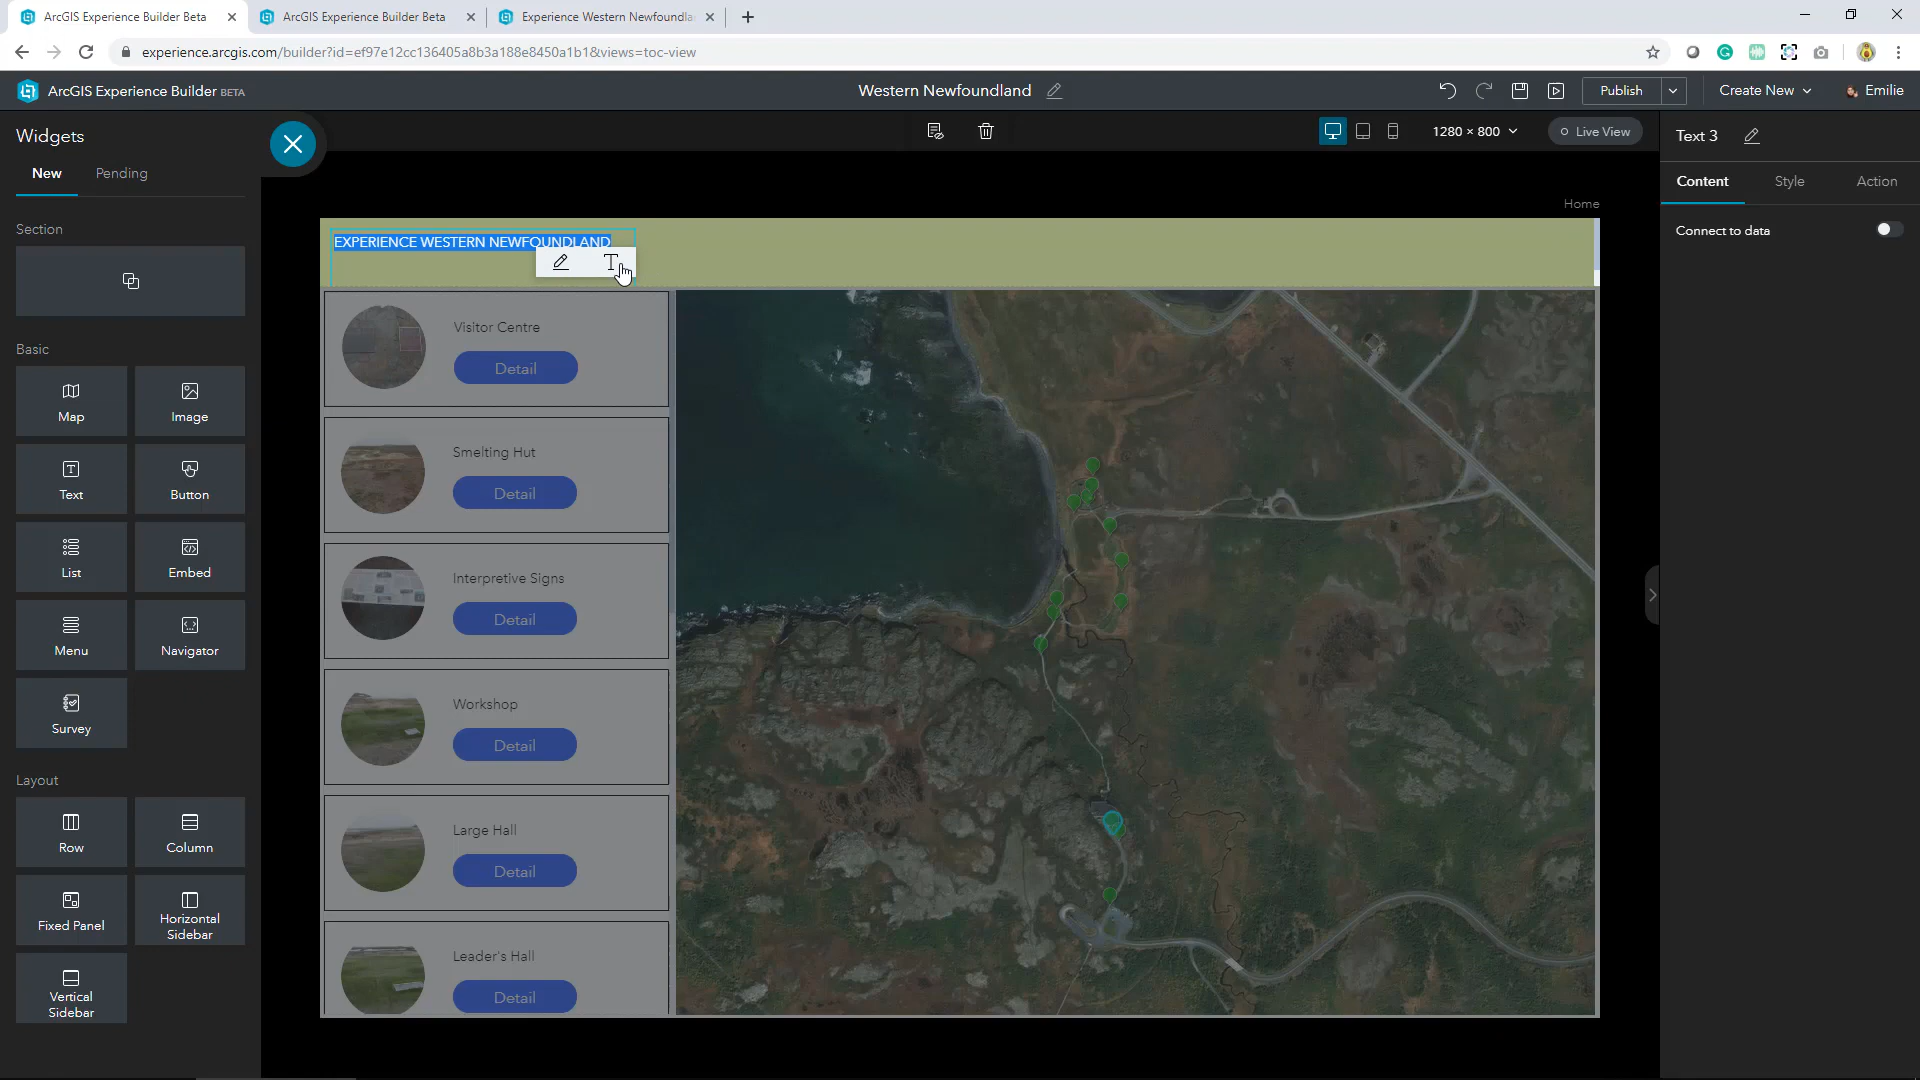 ArcGIS Experience Builder Beta
ArcGIS Experience Builder Beta
Experience Western Newfoundla
experience.arcgis.com/builder?id=ef97e12cc136405a8b3a188e8450a1b1&views=toc-view
ArcGIS Experience Builder BETA
Western Newfoundland
Publish
Create New
Emilie
Widgets
1280 × 800
Live View
Text 3
New
Pending
Content
Style
Action
Home
Section
Connect to data
EXPERIENCE WESTERN NEWFOUNDLAND
Basic
Map
Image
Text
Button
List
Embed
Menu
Navigator
Survey
Layout
Row
Column
Fixed Panel
Horizontal
Sidebar
Vertical
Sidebar
Visitor Centre
Detail
Smelting Hut
Detail
Interpretive Signs
Detail
Workshop
Detail
Large Hall
Detail
Leader's Hall
Detail